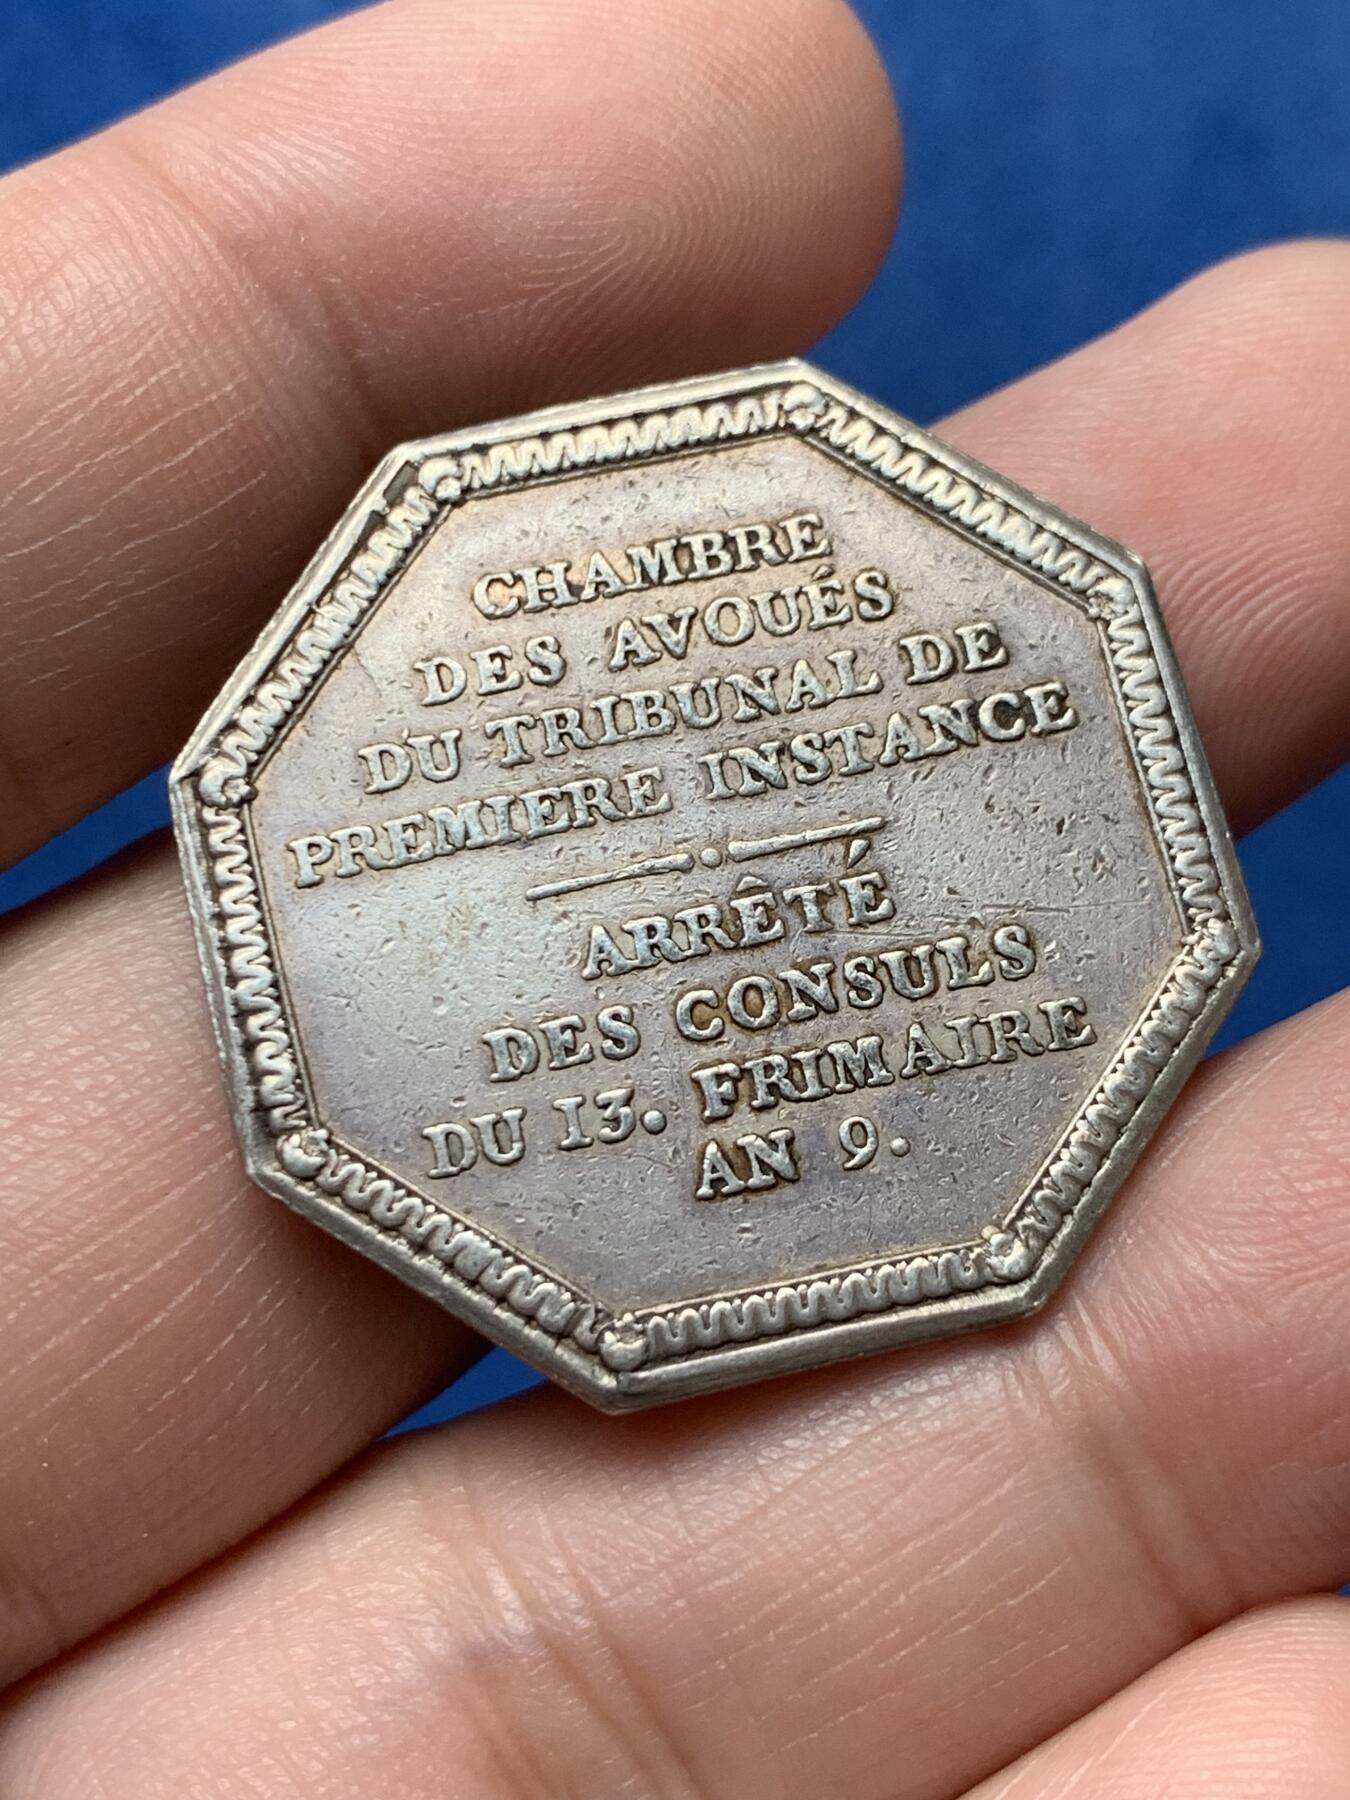 CHAMBRE
DES AVOUÉS
DU TRIBUNAL DE
PREMIERE INSTANCE
ARRÊTÉ
DES CONSULS
DU 13. FRIMAIRE
AN 9.